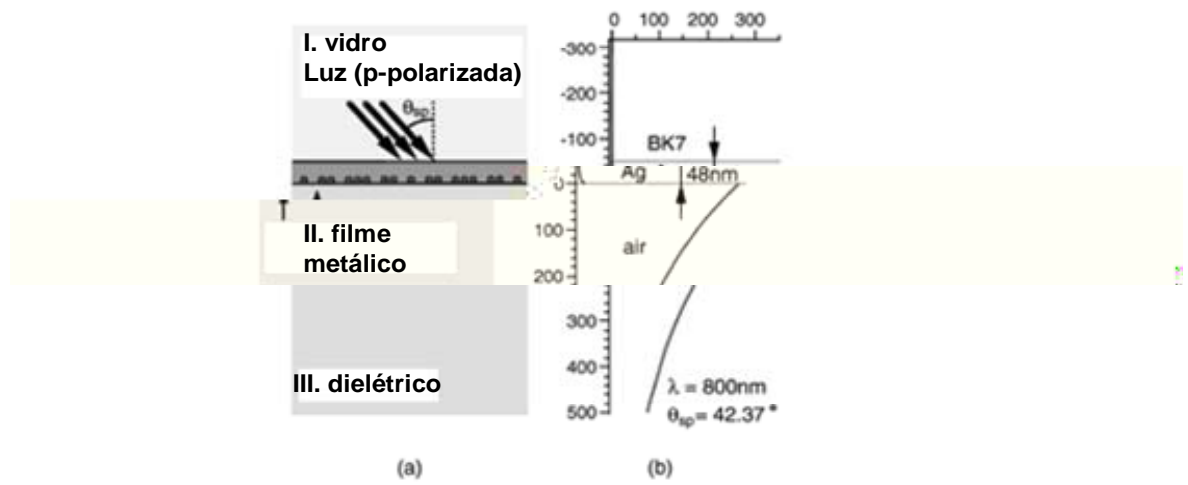 I. vidro
Luz (p-polarizada)
θsp
II. filme
metálico
III. dielétrico
(a)
0 100 200 300
-300
-200
-100
0
100
200
300
400
500
BK7
Ag
48nm
air
λ = 800nm
θsp = 42.37°
(b)